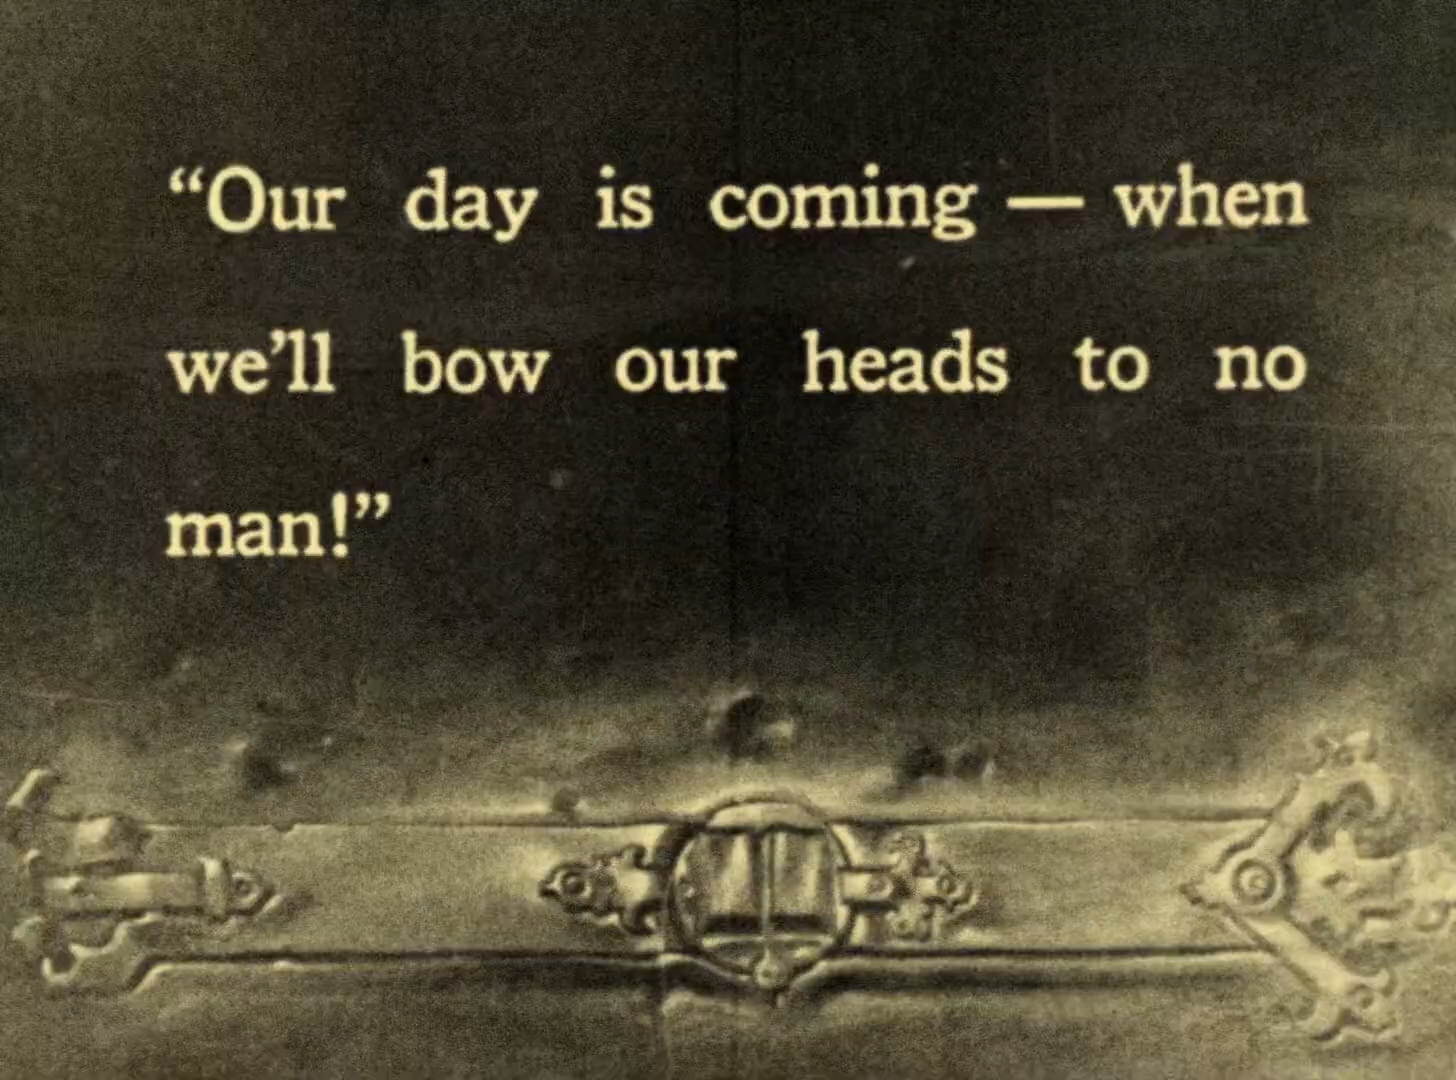 “Our day is coming — when
we’ll bow our heads to no
man!”